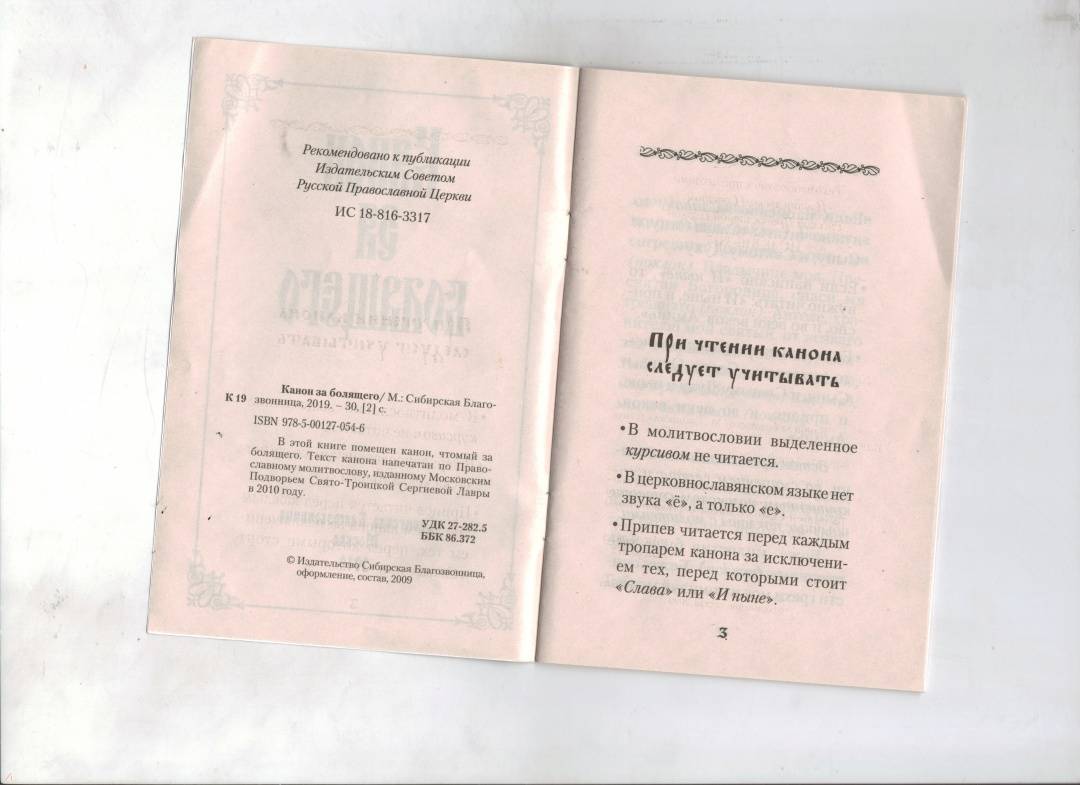 Рекомендовано к публикации
Издательским Советом
Русской Православной Церкви
ИС 18-816-3317
Канон за болящего/ М.: Сибирская Благо-
К 19 звонница, 2019. – 30, [2] с.
ISBN 978-5-00127-054-6
В этой книге помещен канон, чтомый за
болящего. Текст канона напечатан по Право-
славному молитвослову, изданному Московским
Подворьем Свято-Троицкой Сергиевой Лавры
в 2010 году.
УДК 27-282.5
ББК 86.372
© Издательство Сибирская Благозвонница,
оформление, состав, 2009
При чтении канона
следует учитывать
• В молитвословии выделенное
курсивом не читается.
• В церковнославянском языке нет
звука «ё», а только «е».
• Припев читается перед каждым
тропарем канона за исключени-
ем тех, перед которыми стоит
«Слава» или «И ныне».
3